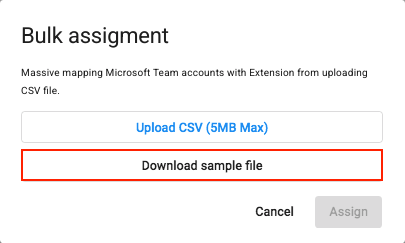 Bulk assigment
Massive mapping Microsoft Team accounts with Extension from uploading
CSV file.
Upload CSV (5MB Max)
Download sample file
Cancel
Assign